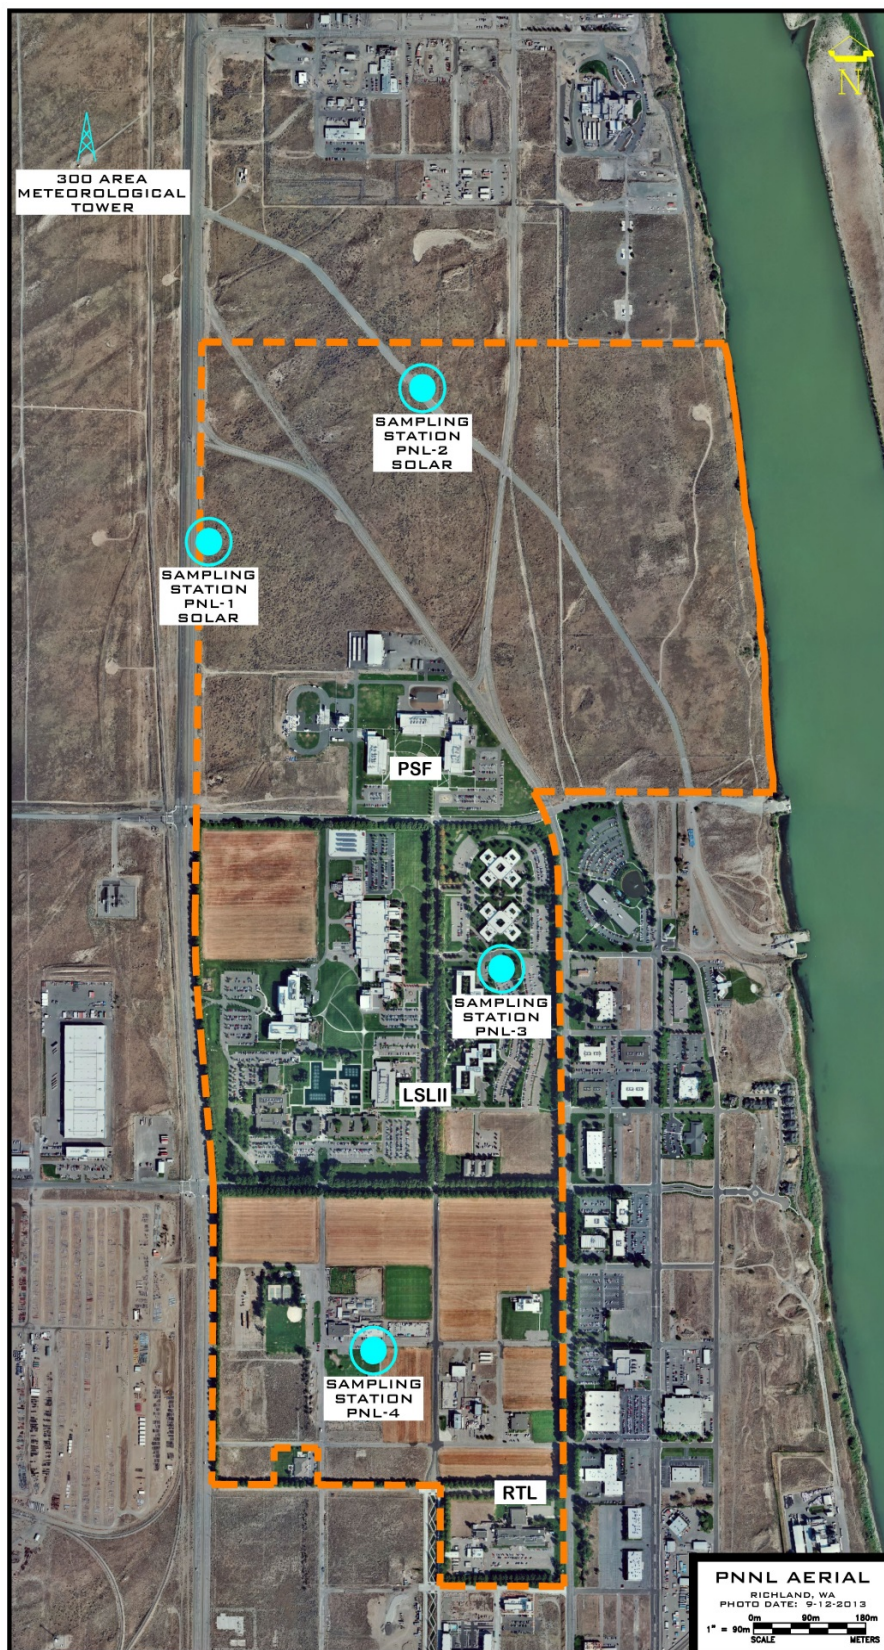 N
300 AREA
METEOROLOGICAL
TOWER
SAMPLING
STATION
PNL-2
SOLAR
SAMPLING
STATION
PNL-1
SOLAR
PSF
SAMPLING
STATION
PNL-3
LSLII
SAMPLING
STATION
PNL-4
RTL
PNNL AERIAL
RICHLAND, WA
PHOTO DATE: 9-12-2013
0m 90m 180m
1" = 90m
SCALE METERS